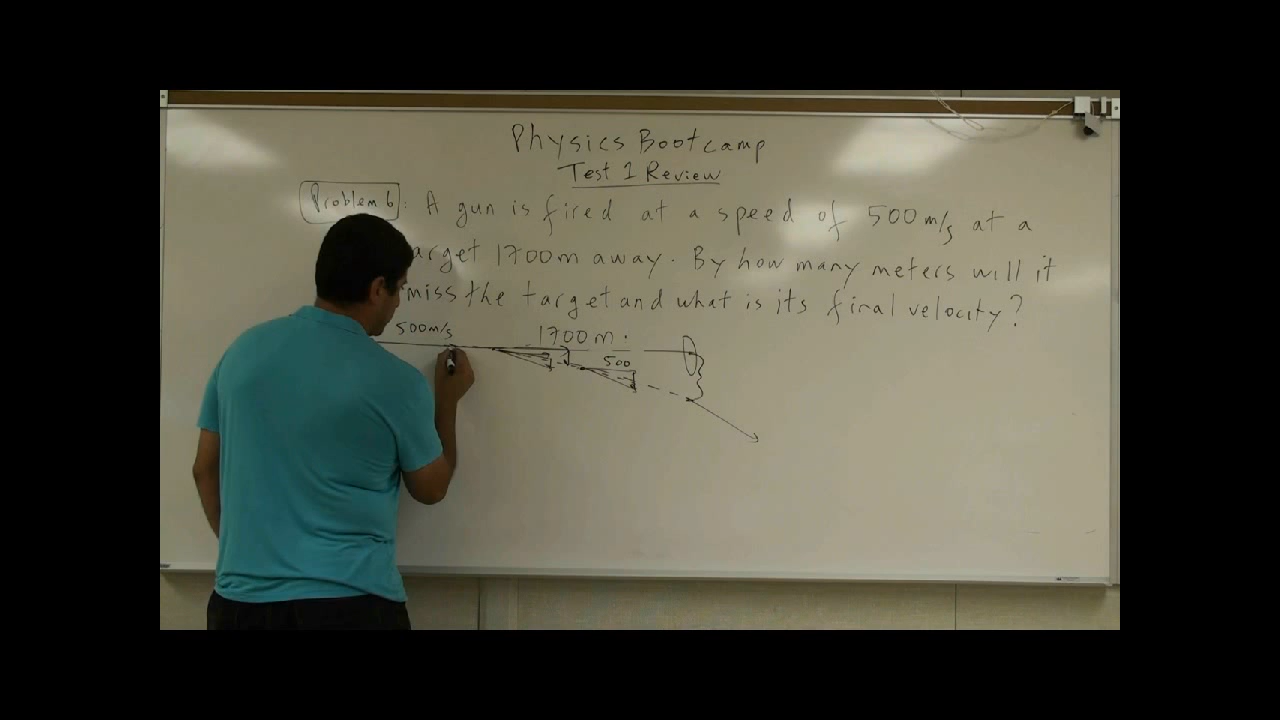 Physics Bootcamp
Test 1 Review
Problem 6: A gun is fired at a speed of 500 m/s at a
arget 1700m away. By how many meters will it
miss the target and what is its final velocity?
500m/s 1700m.
500